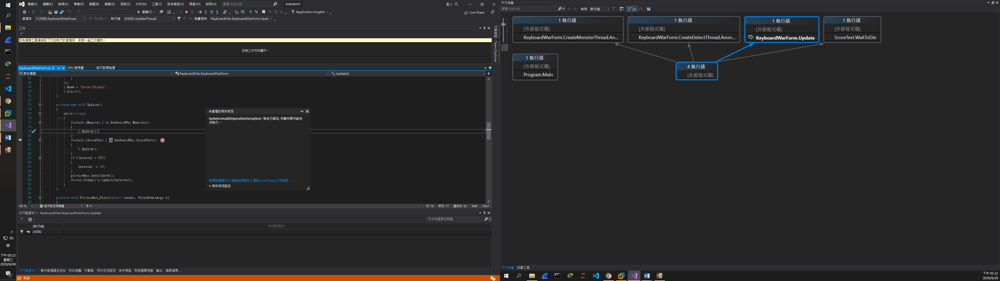 檔案(F) 編輯(E) 檢視(V) 專案(P) 建置(B) 偵錯(D) 測試(S) 分析(N) 工具(T) 延伸模組(X) 視窗(W) 說明(H) 搜尋 (Ctrl+Q) Solution1 登入
繼續(C) Application Insights Live Share
處理序: [12096] KeyboardWarIII.exe 週期事件 執行緒: [4308] UpdateThread 堆疊框架: KeyboardWar.KeyboardWarForm.Upda
工作
因為偵錯工具連結到了已在執行的處理序，致使一些工作遺失。
沒有工作可供顯示。
方案總管
Team Explorer
KeyboardWarForm.cs CPU 使用量 找不到原始碼
其他檔案 KeyboardWar.KeyboardWarForm Update()
67 }
68 });
69 i.Name = "DetectThread";
70 i.Start();
71 }
72
73 private new void Update()
74 {
75 while (true)
76 {
77 foreach (Monster j in keyboardWar.Monsters)
78 {
79 j.Update();
80 }
81 foreach (ScoreText i in keyboardWar.ScoreTexts)
82 {
83 i.Update();
84 }
85 if (interval > 50f)
86 {
87 interval -= 1f;
88 }
89 pictureBox.Invalidate();
90 Thread.Sleep((int)physicInterval);
91 }
92 }
93
94 private void PictureBox_Paint(object sender, PaintEventArgs e)
95 {
未處理的例外狀況
System.InvalidOperationException: '集合已修改; 列舉作業可能尚
未執行。'
檢視詳細資料 | 複製詳細資料 | 開始 Live Share 工作階段...
例外狀況設定
100 % 找不到任何問題 行: 79 字元: 17 資料行: 32 TAB CRLF
平行監看式 1 - KeyboardWar.KeyboardWarForm.Update
依布林運算式篩選
[執行緒] <新增監看式>
[4308]
平行監看式 1 套件管理器主控台 呼叫堆疊 中斷點 例外狀況設定 命令視窗 即時運算視窗 輸出 錯誤清單...
就緒 3
中
下午 05:22
星期三
2020/9/30
1
平行堆疊
搜尋 (Ctrl+E) 檢視: 執行緒
1 執行緒
[外部程式碼]
KeyboardWarForm.CreateMonsterThread.An...
1 執行緒
[外部程式碼]
KeyboardWarForm.CreateDetectThread.Anon...
1 執行緒
[外部程式碼]
KeyboardWarForm.Update
1 執行緒
[外部程式碼]
ScoreText.WaitToDie
1 執行緒
[外部程式碼]
Program.Main
4 執行緒
[外部程式碼]
平行堆疊 診斷工具
下午 05:22
2020/9/30